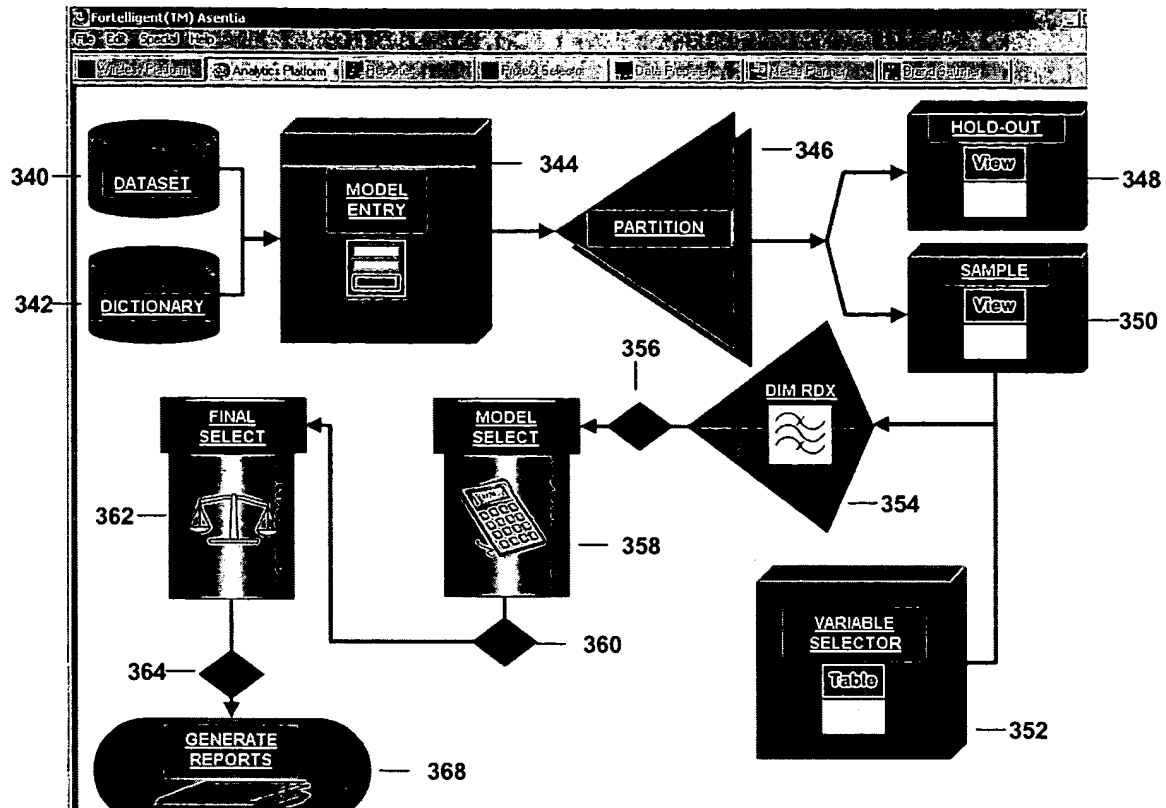 Fortelligent(TM) Asentia
File Edit Special Help
Analytics Platform
340
DATASET
342
DICTIONARY
344
MODEL
ENTRY
346
PARTITION
HOLD-OUT
View
348
SAMPLE
View
350
356
DIM RDX
354
MODEL
SELECT
358
FINAL
SELECT
362
360
VARIABLE
SELECTOR
Table
352
364
GENERATE
REPORTS
368